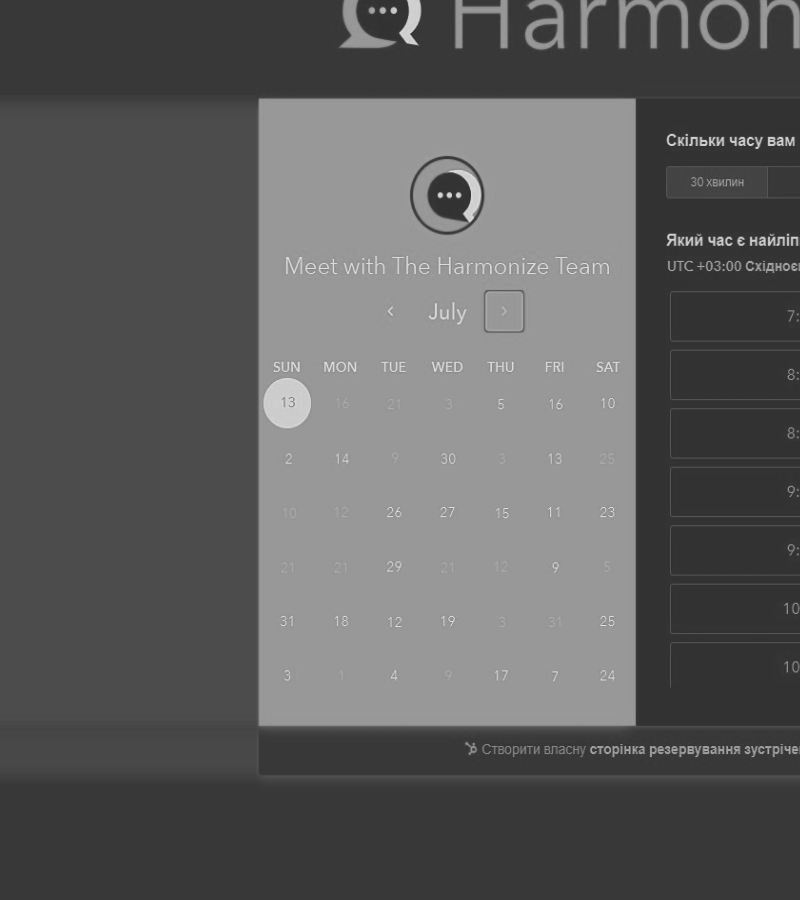 Harmon
Meet with The Harmonize Team
July
SUN MON TUE WED THU FRI SAT
13 16 21 3 5 16 10
2 14 9 30 3 13 25
10 12 26 27 15 11 23
21 21 29 21 12 9 5
31 18 12 19 3 31 25
3 1 4 9 17 7 24
Скільки часу вам
30 хвилин
Який час є найліп
UTC +03:00 Східноє
7:
8:
8:
9:
9:
10
10
Створити власну сторінка резервування зустріче